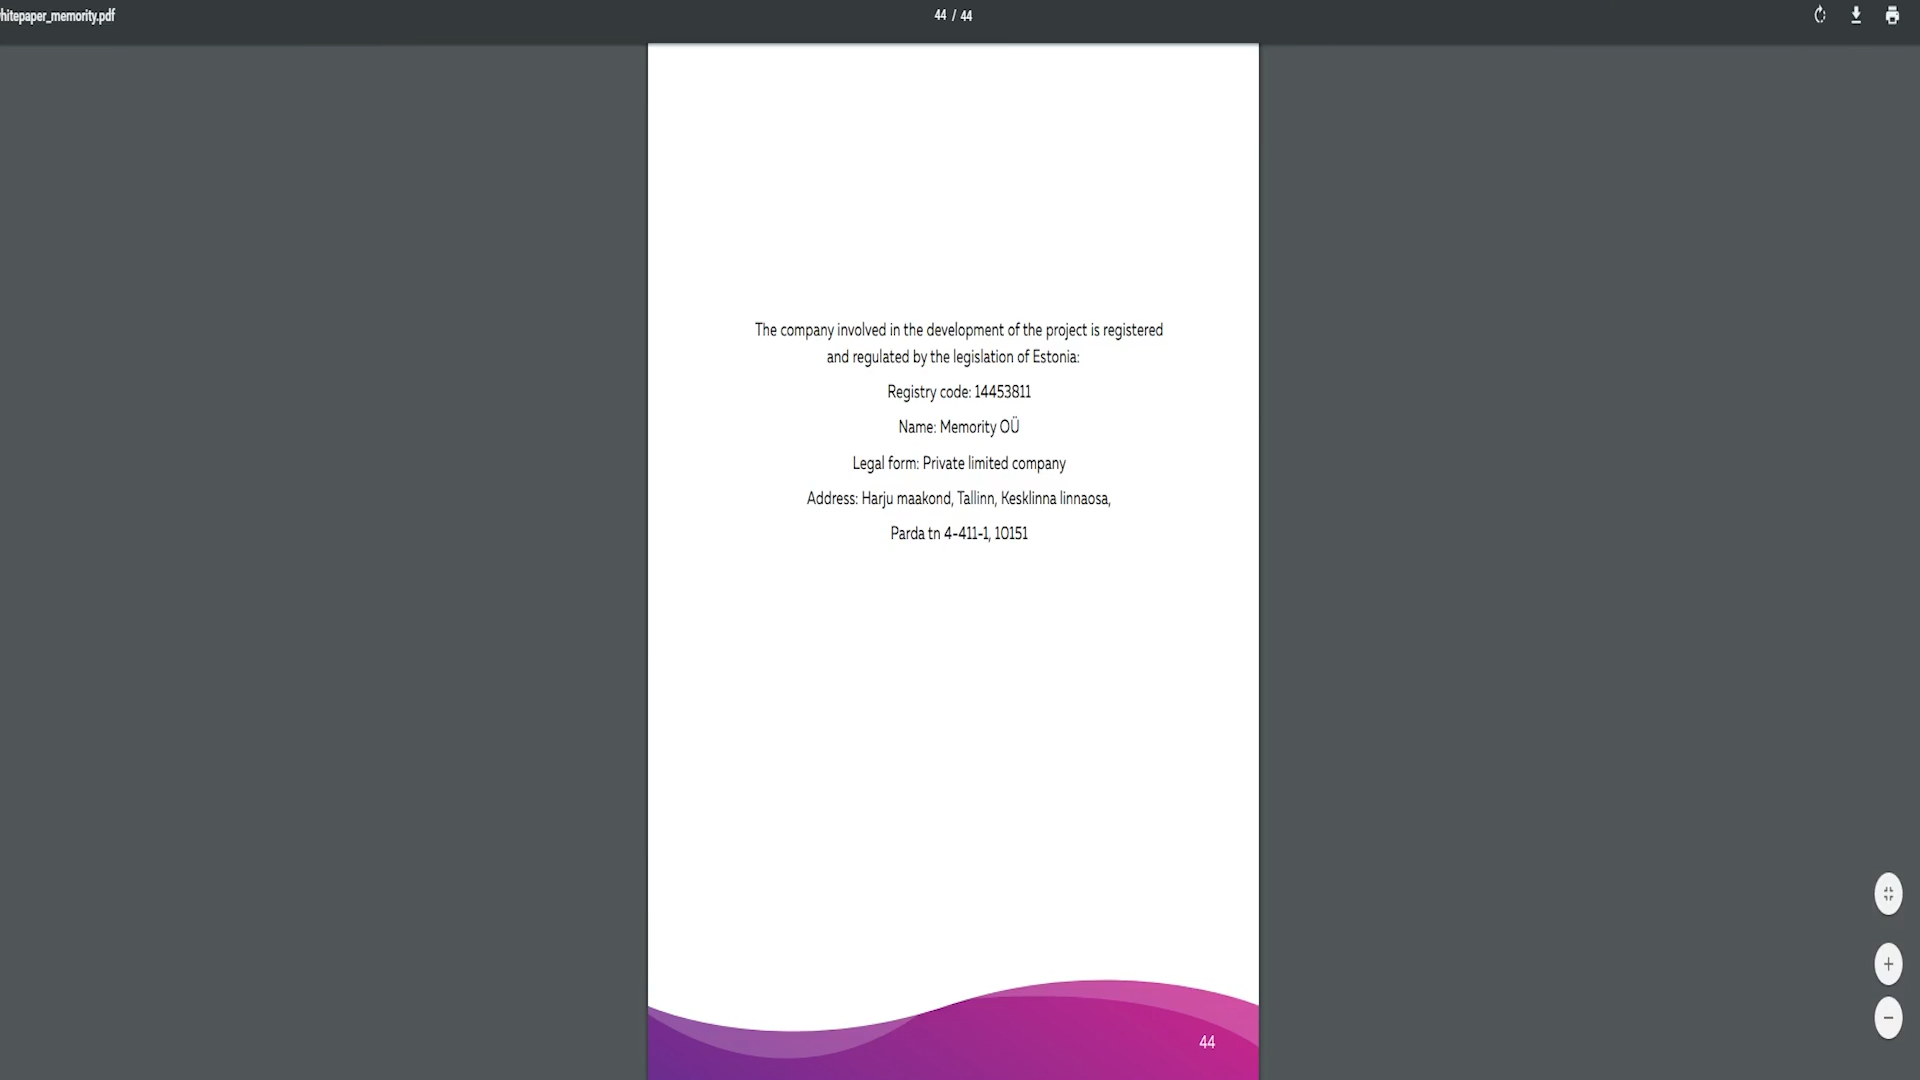 hitepaper_memority.pdf
44 / 44
The company involved in the development of the project is registered
and regulated by the legislation of Estonia:
Registry code: 14453811
Name: Memority OÜ
Legal form: Private limited company
Address: Harju maakond, Tallinn, Kesklinna linnaosa,
Parda tn 4-411-1, 10151
44